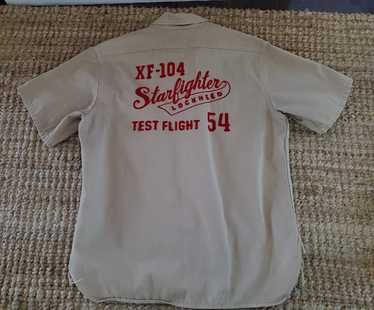 XF-104
Starfighter
LOCKHEED
TEST FLIGHT 54